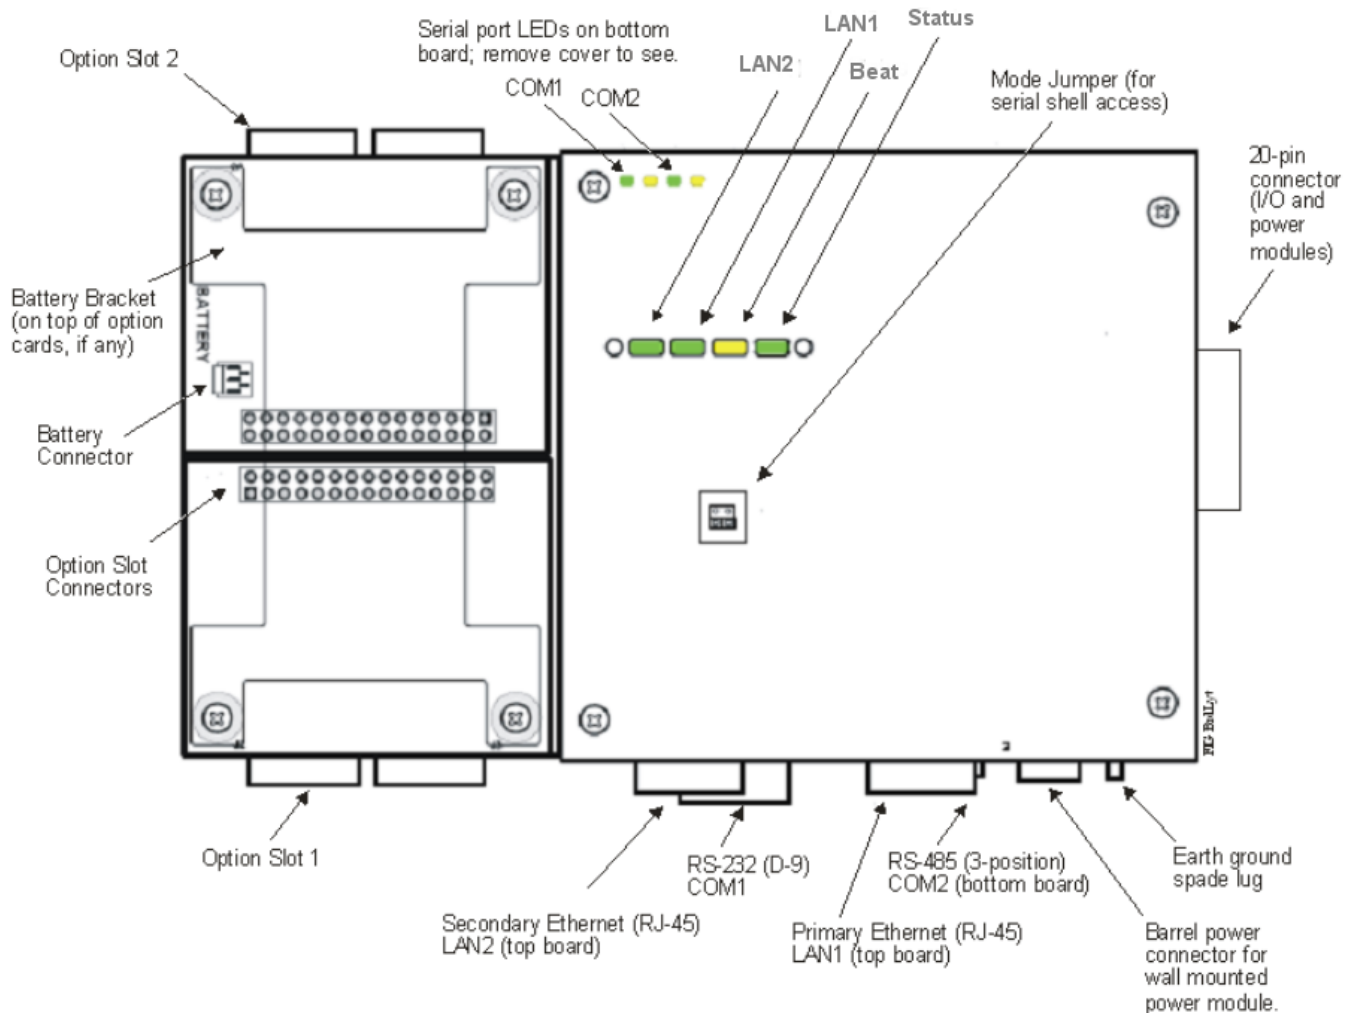 Serial port LEDs on bottom
board; remove cover to see.
COM1
COM2
LAN1
Status
LAN2
Beat
Option Slot 2
Mode Jumper (for
serial shell access)
20-pin
connector
(I/O and
power
modules)
Battery Bracket
(on top of option
cards, if any)
BATTERY
Battery
Connector
Option Slot
Connectors
Option Slot 1
RS-232 (D-9)
COM1
RS-485 (3-position)
COM2 (bottom board)
Earth ground
spade lug
Secondary Ethernet (RJ-45)
LAN2 (top board)
Primary Ethernet (RJ-45)
LAN1 (top board)
Barrel power
connector for
wall mounted
power module.